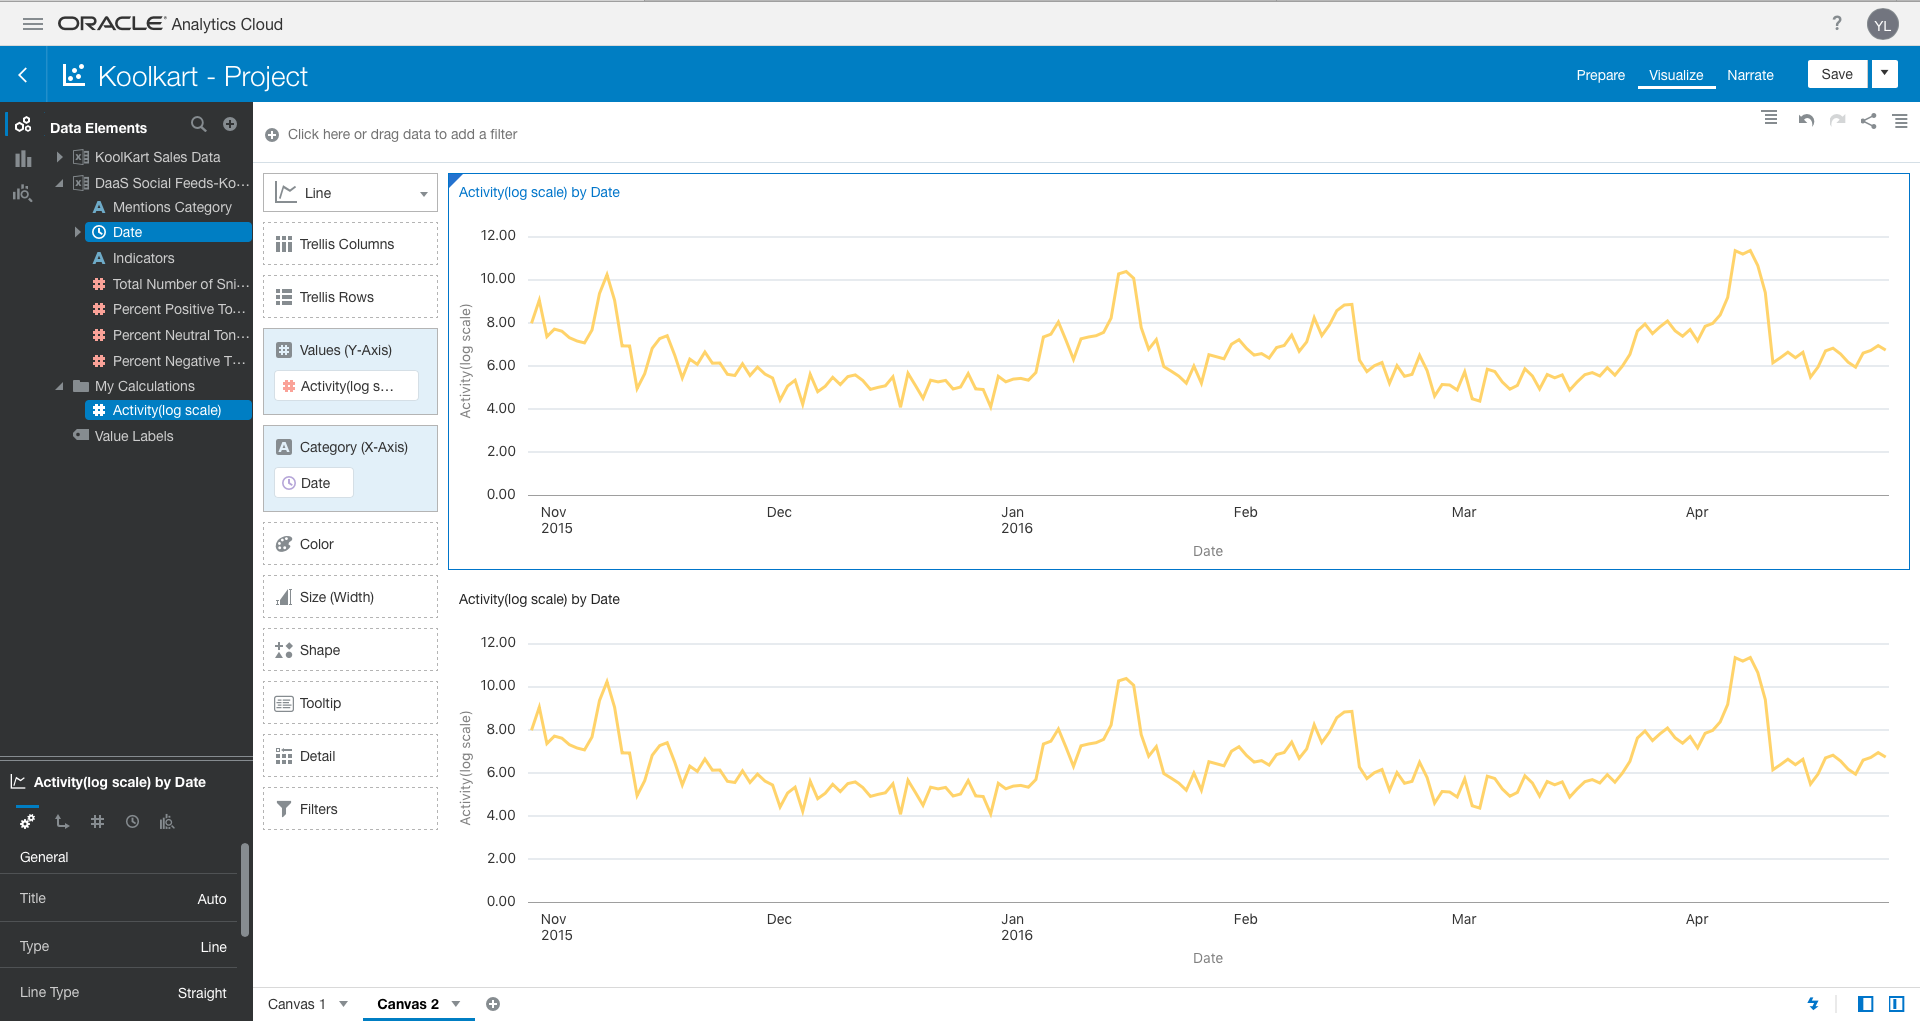 ORACLE Analytics Cloud
?
YL
Koolkart - Project
Prepare
Visualize
Narrate
Save
Data Elements
KoolKart Sales Data
DaaS Social Feeds-Ko...
Mentions Category
Date
Indicators
Total Number of Sni...
Percent Positive To...
Percent Neutral Ton...
Percent Negative T...
My Calculations
Activity(log scale)
Value Labels
Activity(log scale) by Date
General
Title Auto
Type Line
Line Type Straight
Click here or drag data to add a filter
Line
Trellis Columns
Trellis Rows
Values (Y-Axis)
Activity(log s...
Category (X-Axis)
Date
Color
Size (Width)
Shape
Tooltip
Detail
Filters
Activity(log scale) by Date
Activity(log scale)
12.00
10.00
8.00
6.00
4.00
2.00
0.00
Nov Dec Jan Feb Mar Apr
2015 2016
Date
Activity(log scale) by Date
Activity(log scale)
12.00
10.00
8.00
6.00
4.00
2.00
0.00
Nov Dec Jan Feb Mar Apr
2015 2016
Date
Canvas 1
Canvas 2